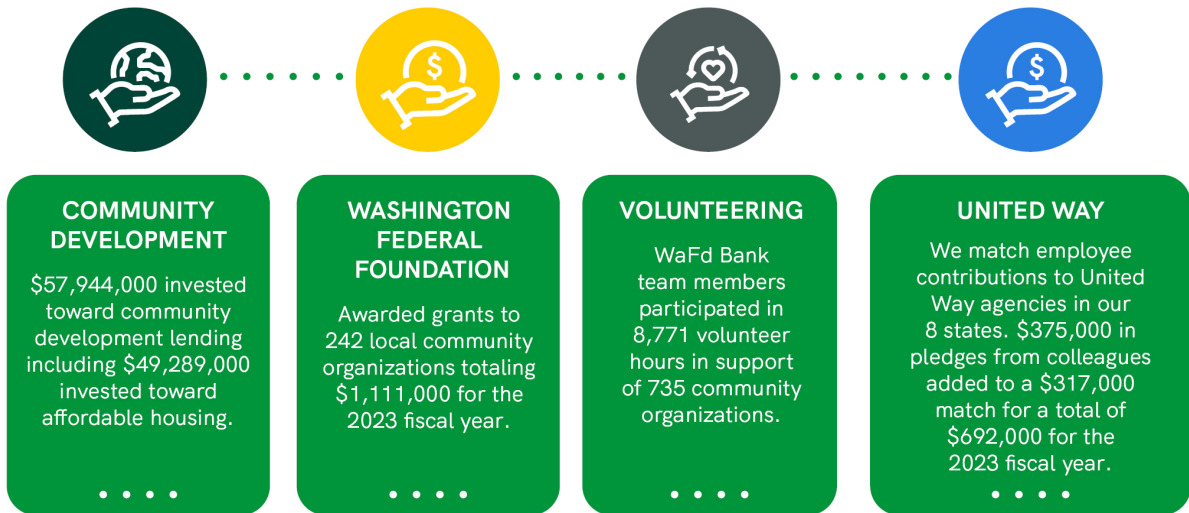 COMMUNITY
DEVELOPMENT
$57,944,000 invested
toward community
development lending
including $49,289,000
invested toward
affordable housing.
WASHINGTON
FEDERAL
FOUNDATION
Awarded grants to
242 local community
organizations totaling
$1,111,000 for the
2023 fiscal year.
VOLUNTEERING
WaFd Bank
team members
participated in
8,771 volunteer
hours in support
of 735 community
organizations.
UNITED WAY
We match employee
contributions to United
Way agencies in our
8 states. $375,000 in
pledges from colleagues
added to a $317,000
match for a total of
$692,000 for the
2023 fiscal year.